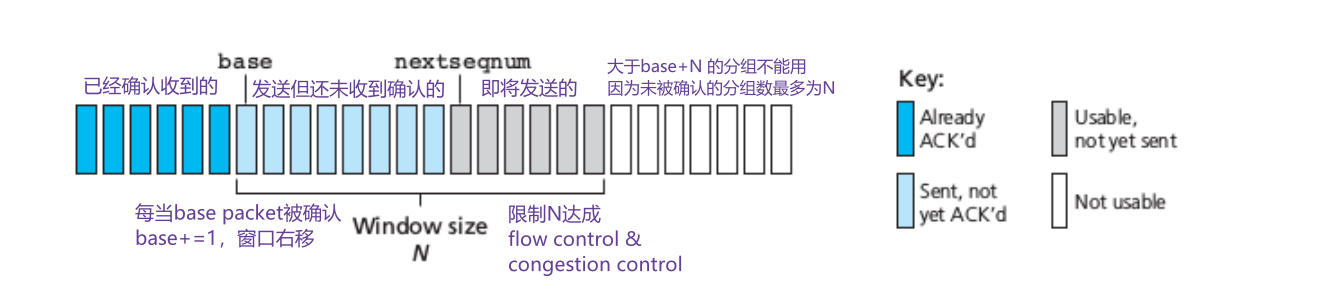 base
nextseqnum
已经确认收到的
发送但还未收到确认的
即将发送的
大于base+N 的分组不能用
因为未被确认的分组数最多为N
每当base packet被确认
base+=1，窗口右移
Window size
N
限制N达成
flow control &
congestion control
Key:
Already
ACK’d
Sent, not
yet ACK’d
Usable,
not yet sent
Not usable